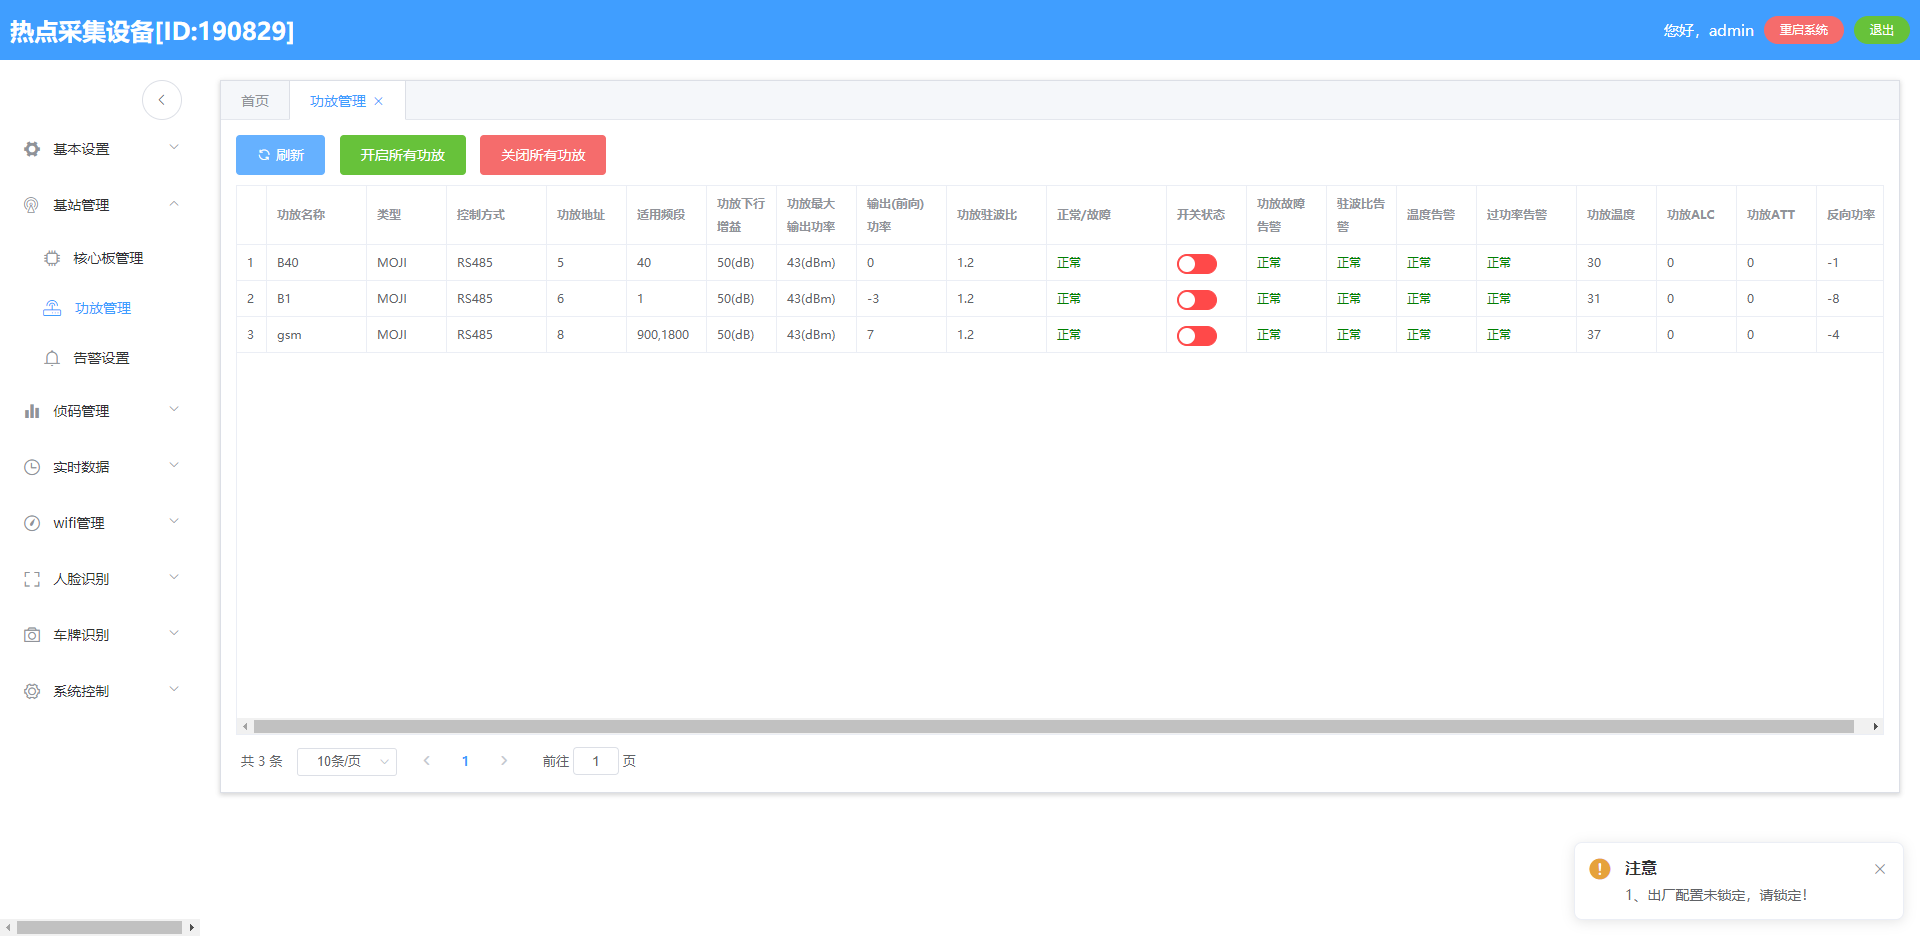 热点采集设备[ID:190829]
您好，admin 重启系统 退出
首页 功放管理
基本设置
基站管理
核心板管理
功放管理
告警设置
侦码管理
实时数据
wifi管理
人脸识别
车牌识别
系统控制
刷新 开启所有功放 关闭所有功放
功放名称 类型 控制方式 功放地址 适用频段 功放下行增益 功放最大输出功率 输出(前向)功率 功放驻波比 正常/故障 开关状态 功放故障告警 驻波比告警 温度告警 过功率告警 功放温度 功放ALC 功放ATT 反向功率
1 B40 MOJI RS485 5 40 50(dB) 43(dBm) 0 1.2 正常 正常 正常 正常 正常 30 0 0 -1
2 B1 MOJI RS485 6 1 50(dB) 43(dBm) -3 1.2 正常 正常 正常 正常 正常 31 0 0 -8
3 gsm MOJI RS485 8 900,1800 50(dB) 43(dBm) 7 1.2 正常 正常 正常 正常 正常 37 0 0 -4
共 3 条 10条/页 1 前往 1 页
注意
1、出厂配置未锁定，请锁定！